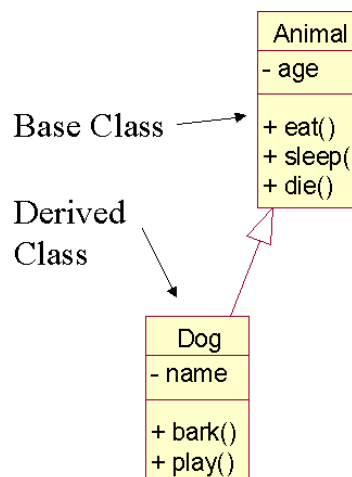 Animal
- age
+ eat()
+ sleep(
+ die()
Base Class
Derived
Class
Dog
- name
+ bark()
+ play()